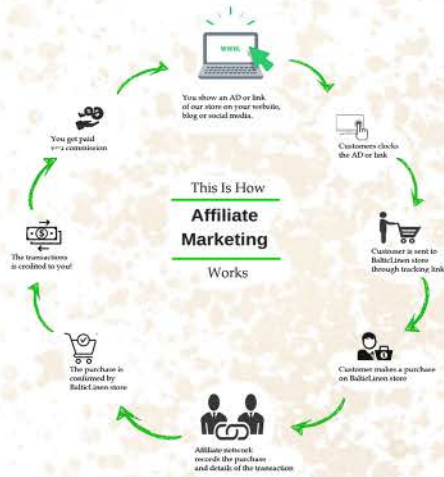 WWW.
You show an AD or link
of our store on your website,
blog or social media.
Customers clocks
the AD or link
Customer is sent to
BalticLinen store
through tracking link
Customer makes a purchase
on BalticLinen store
Affiliate network
records the purchase
and details of the transaction
The purchase is
confirmed by
BalticLinen store
The transactions
is credited to you!
You get paid
commission
This Is How
Affiliate
Marketing
Works